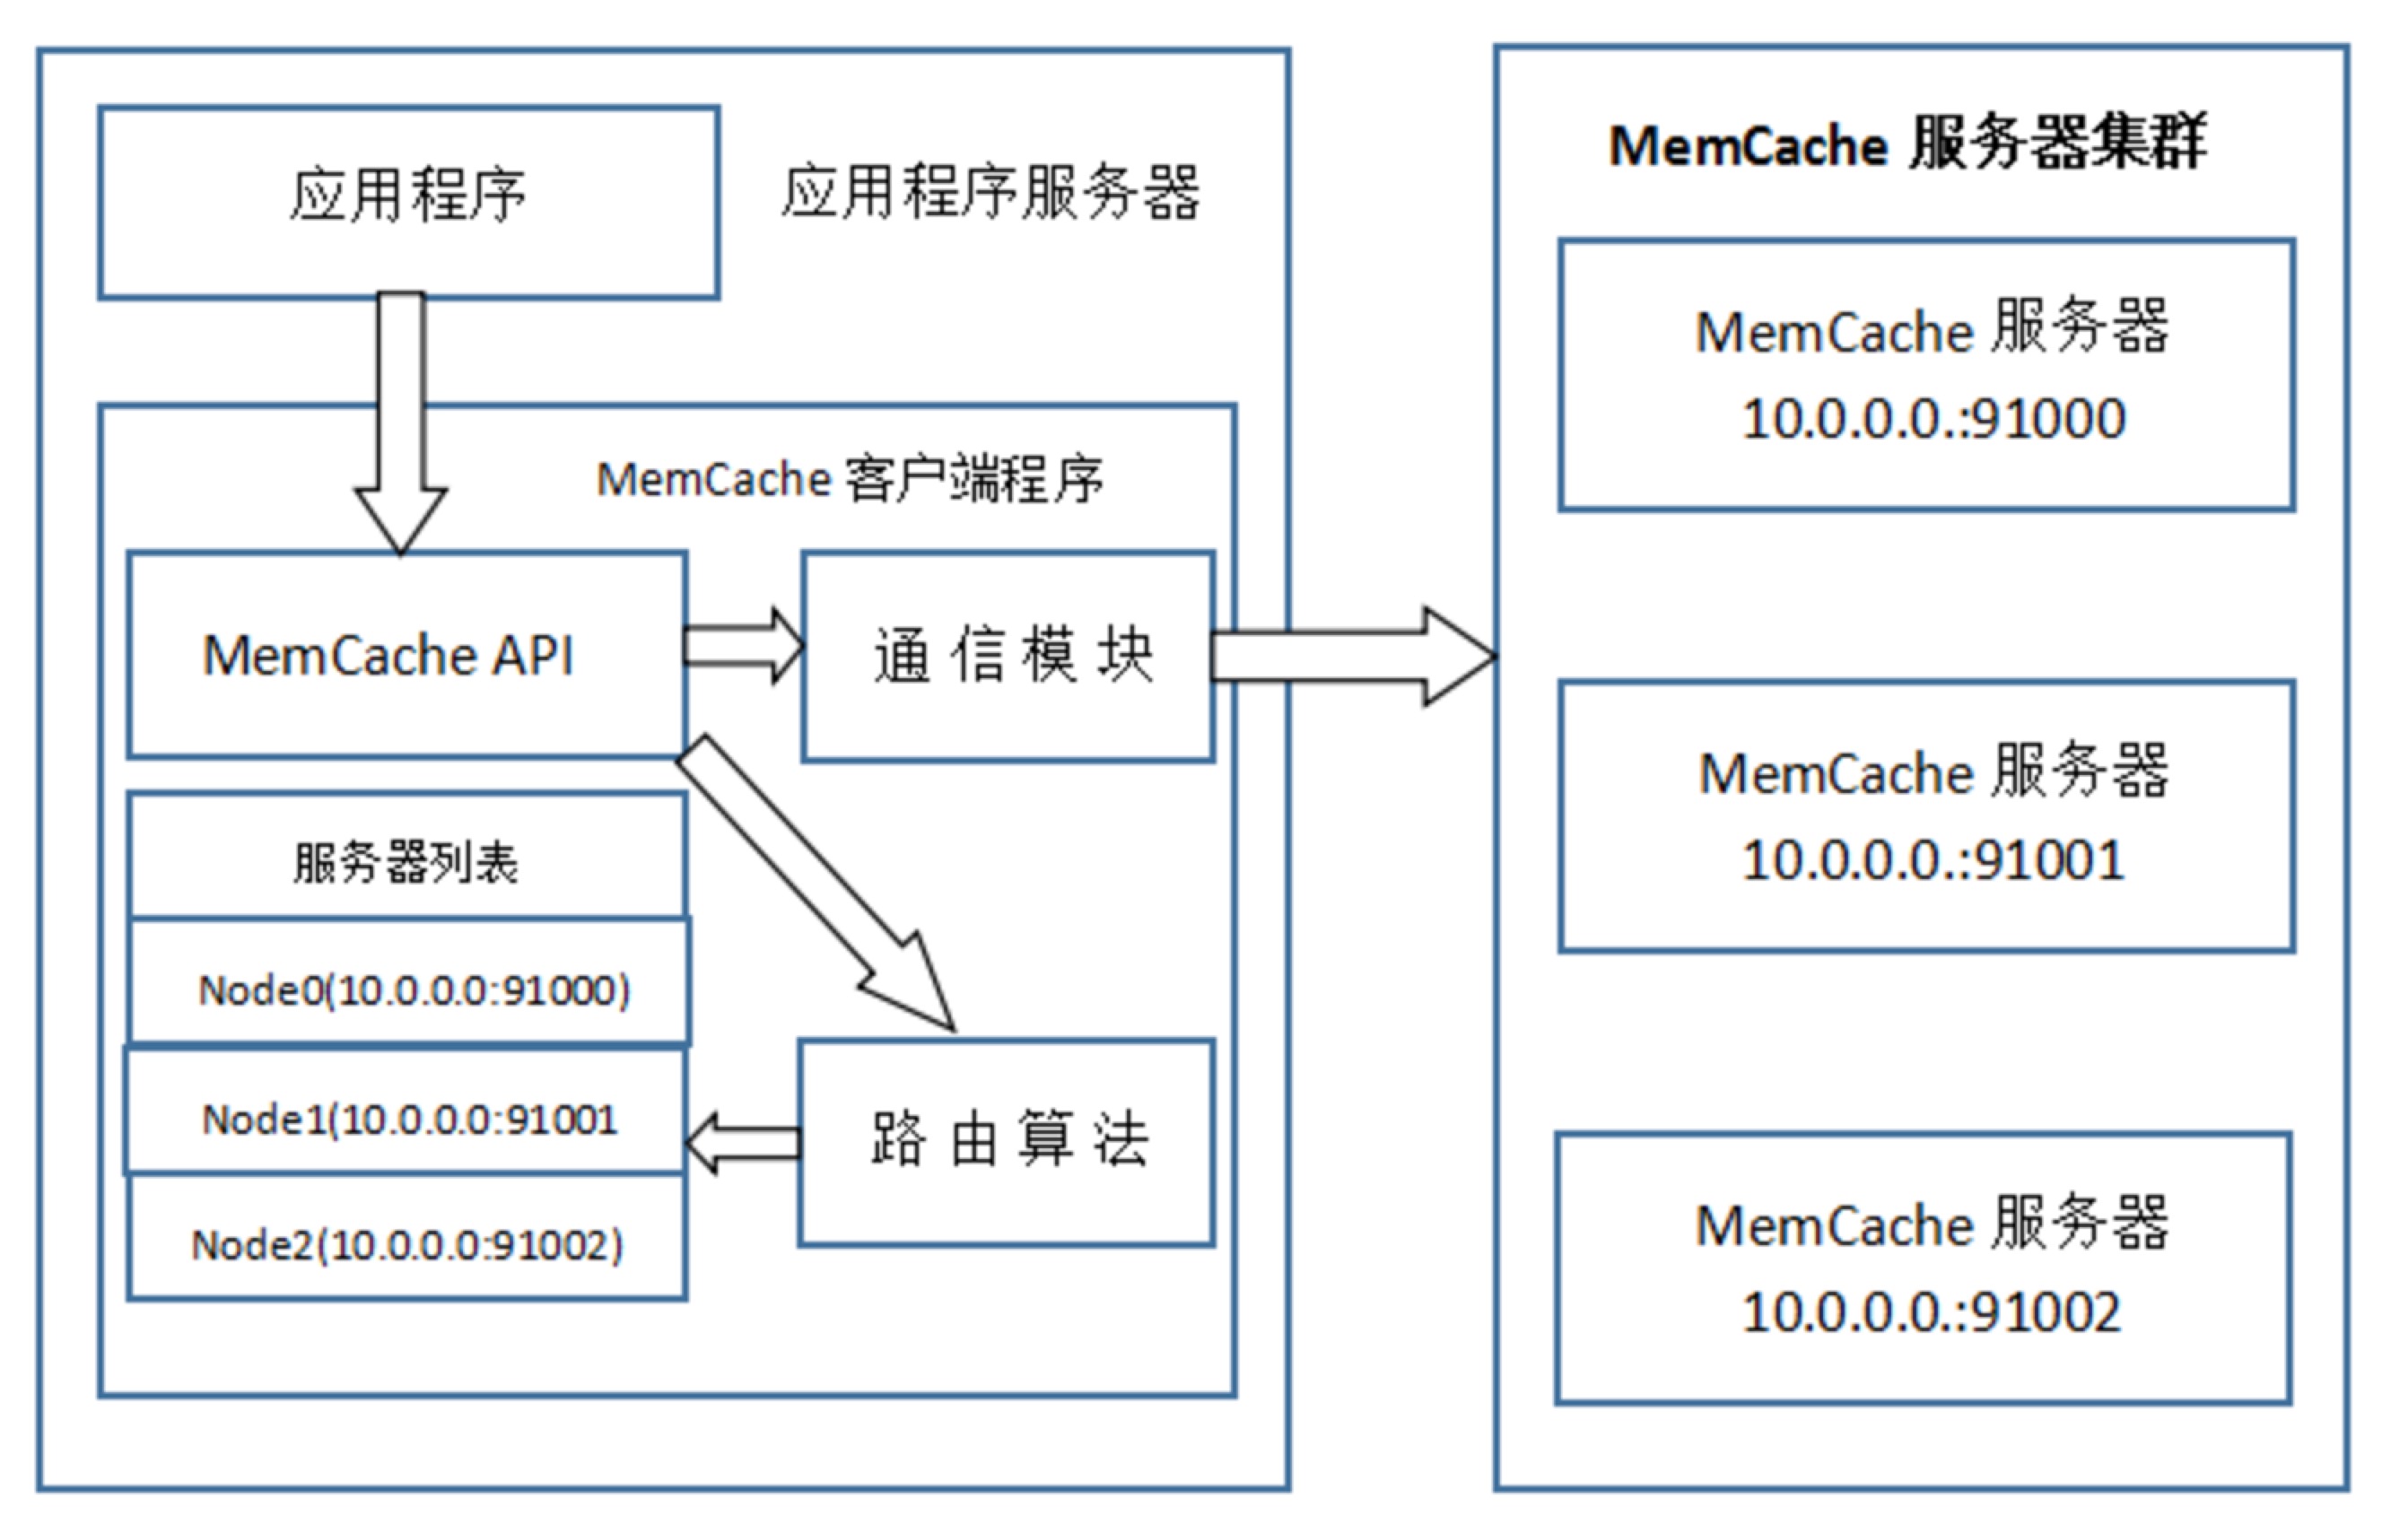 应用程序
应用程序服务器
MemCache 客户端程序
MemCache API
通信模块
服务器列表
Node0(10.0.0.0:91000)
Node1(10.0.0.0:91001
Node2(10.0.0.0:91002)
路由算法
MemCache 服务器集群
MemCache 服务器
10.0.0.0.:91000
MemCache 服务器
10.0.0.0.:91001
MemCache 服务器
10.0.0.0.:91002